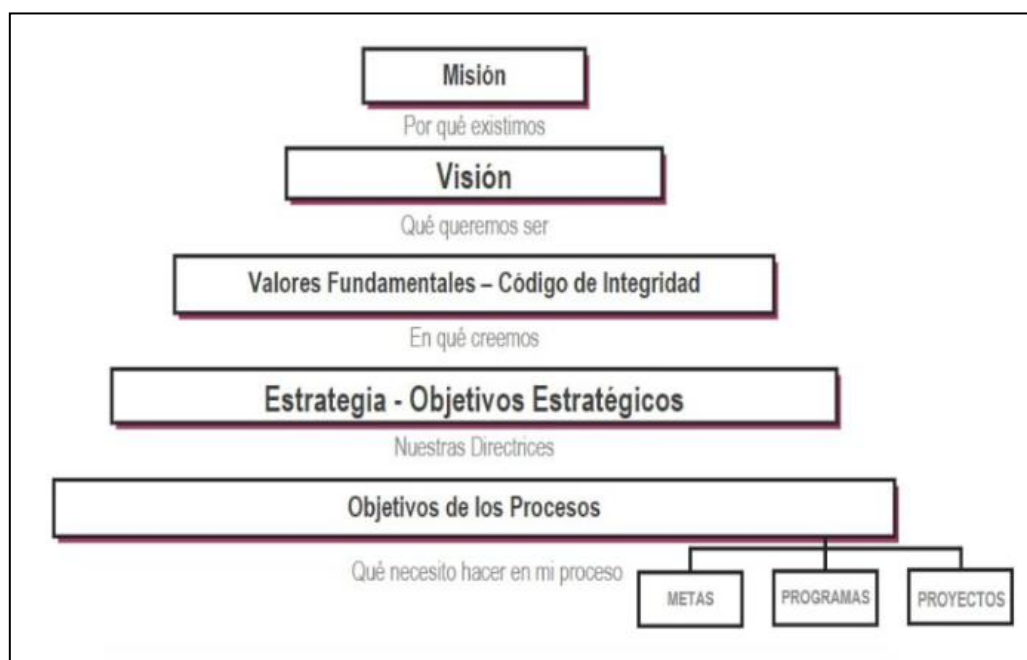 Misión
Por qué existimos
Visión
Qué queremos ser
Valores Fundamentales – Código de Integridad
En qué creemos
Estrategia - Objetivos Estratégicos
Nuestras Directrices
Objetivos de los Procesos
Qué necesito hacer en mi proceso
METAS
PROGRAMAS
PROYECTOS